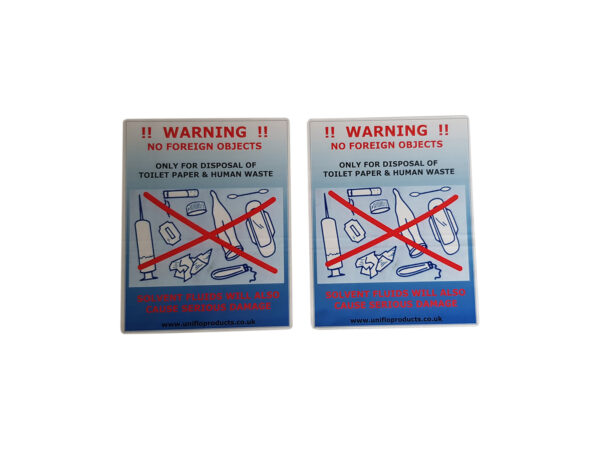 !! WARNING !!
NO FOREIGN OBJECTS
ONLY FOR DISPOSAL OF
TOILET PAPER & HUMAN WASTE
SOLVENT FLUIDS WILL ALSO
CAUSE SERIOUS DAMAGE
www.unifloproducts.co.uk
!! WARNING !!
NO FOREIGN OBJECTS
ONLY FOR DISPOSAL OF
TOILET PAPER & HUMAN WASTE
SOLVENT FLUIDS WILL ALSO
CAUSE SERIOUS DAMAGE
www.unifloproducts.co.uk